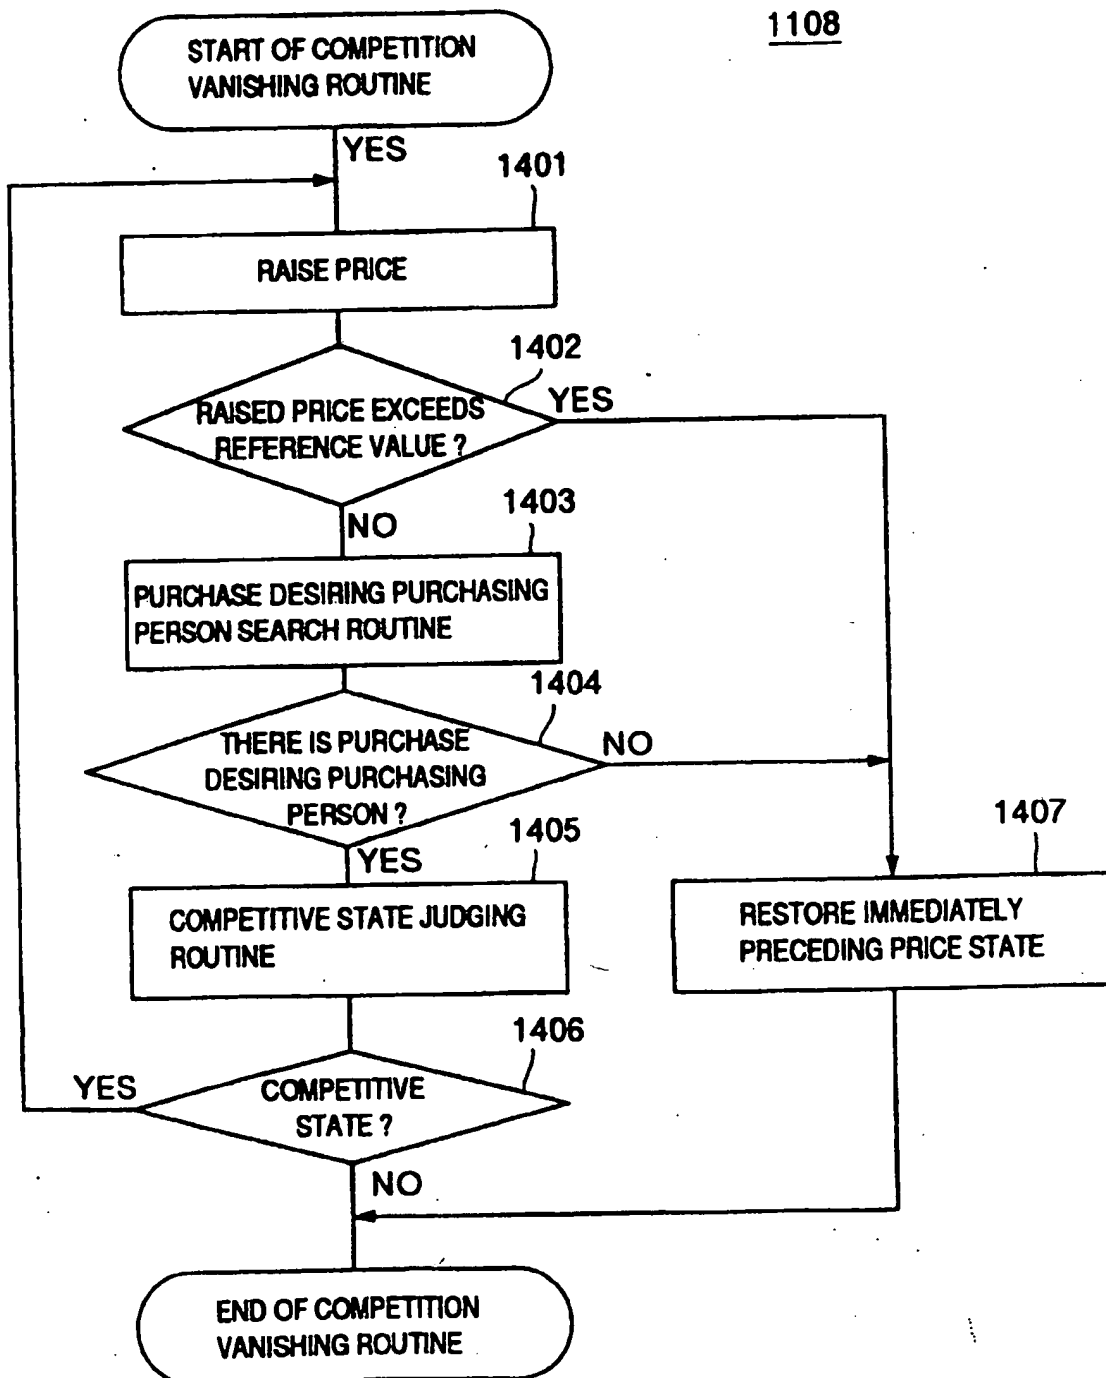 1108
START OF COMPETITION
VANISHING ROUTINE
YES
1401
RAISE PRICE
1402
RAISED PRICE EXCEEDS
REFERENCE VALUE ?
YES
NO
1403
PURCHASE DESIRING PURCHASING
PERSON SEARCH ROUTINE
1404
THERE IS PURCHASE
DESIRING PURCHASING
PERSON ?
NO
YES
1405
COMPETITIVE STATE JUDGING
ROUTINE
1407
RESTORE IMMEDIATELY
PRECEDING PRICE STATE
1406
COMPETITIVE
STATE ?
YES
NO
END OF COMPETITION
VANISHING ROUTINE